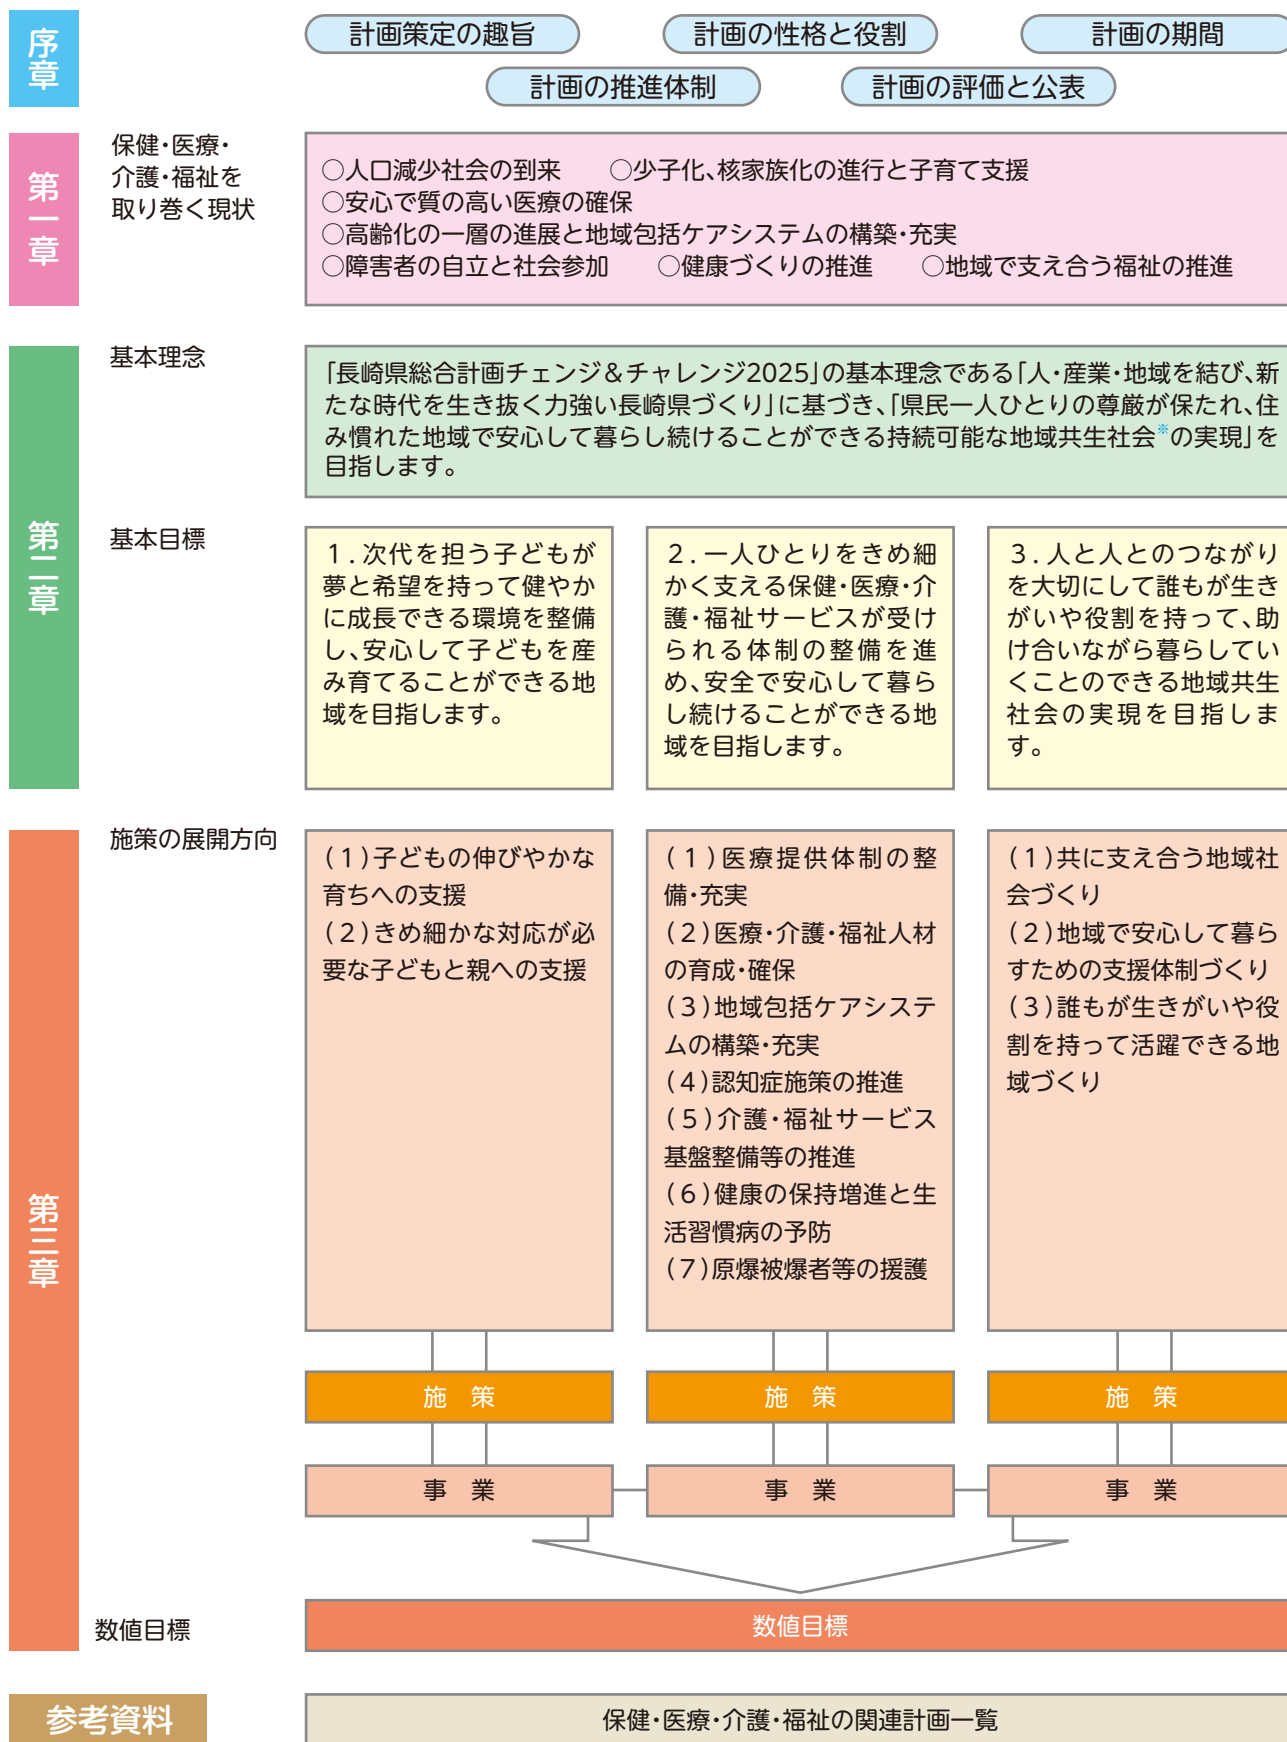 序章
計画策定の趣旨
計画の性格と役割
計画の期間
計画の推進体制
計画の評価と公表
第一章
保健・医療・
介護・福祉を
取り巻く現状
○人口減少社会の到来　○少子化、核家族化の進行と子育て支援
○安心で質の高い医療の確保
○高齢化の一層の進展と地域包括ケアシステムの構築・充実
○障害者の自立と社会参加　○健康づくりの推進　○地域で支え合う福祉の推進
第二章
基本理念
「長崎県総合計画チェンジ＆チャレンジ2025」の基本理念である「人・産業・地域を結び、新
たな時代を生き抜く力強い長崎県づくり」に基づき、「県民一人ひとりの尊厳が保たれ、住
み慣れた地域で安心して暮らし続けることができる持続可能な地域共生社会※の実現」を
目指します。
基本目標
１．次代を担う子どもが
夢と希望を持って健やか
に成長できる環境を整備
し、安心して子どもを産
み育てることができる地
域を目指します。
２．一人ひとりをきめ細
かく支える保健・医療・介
護・福祉サービスが受け
られる体制の整備を進
め、安全で安心して暮ら
し続けることができる地
域を目指します。
３．人と人とのつながり
を大切にして誰もが生き
がいや役割を持って、助
け合いながら暮らしてい
くことのできる地域共生
社会の実現を目指しま
す。
第三章
施策の展開方向
（１）子どもの伸びやかな
育ちへの支援
（２）きめ細かな対応が必
要な子どもと親への支援
（１）医療提供体制の整
備・充実
（２）医療・介護・福祉人材
の育成・確保
（３）地域包括ケアシステ
ムの構築・充実
（４）認知症施策の推進
（５）介護・福祉サービス
基盤整備等の推進
（６）健康の保持増進と生
活習慣病の予防
（７）原爆被爆者等の援護
（１）共に支え合う地域社
会づくり
（２）地域で安心して暮ら
すための支援体制づくり
（３）誰もが生きがいや役
割を持って活躍できる地
域づくり
施　策
施　策
施　策
事　業
事　業
事　業
数値目標
数値目標
参考資料
保健・医療・介護・福祉の関連計画一覧